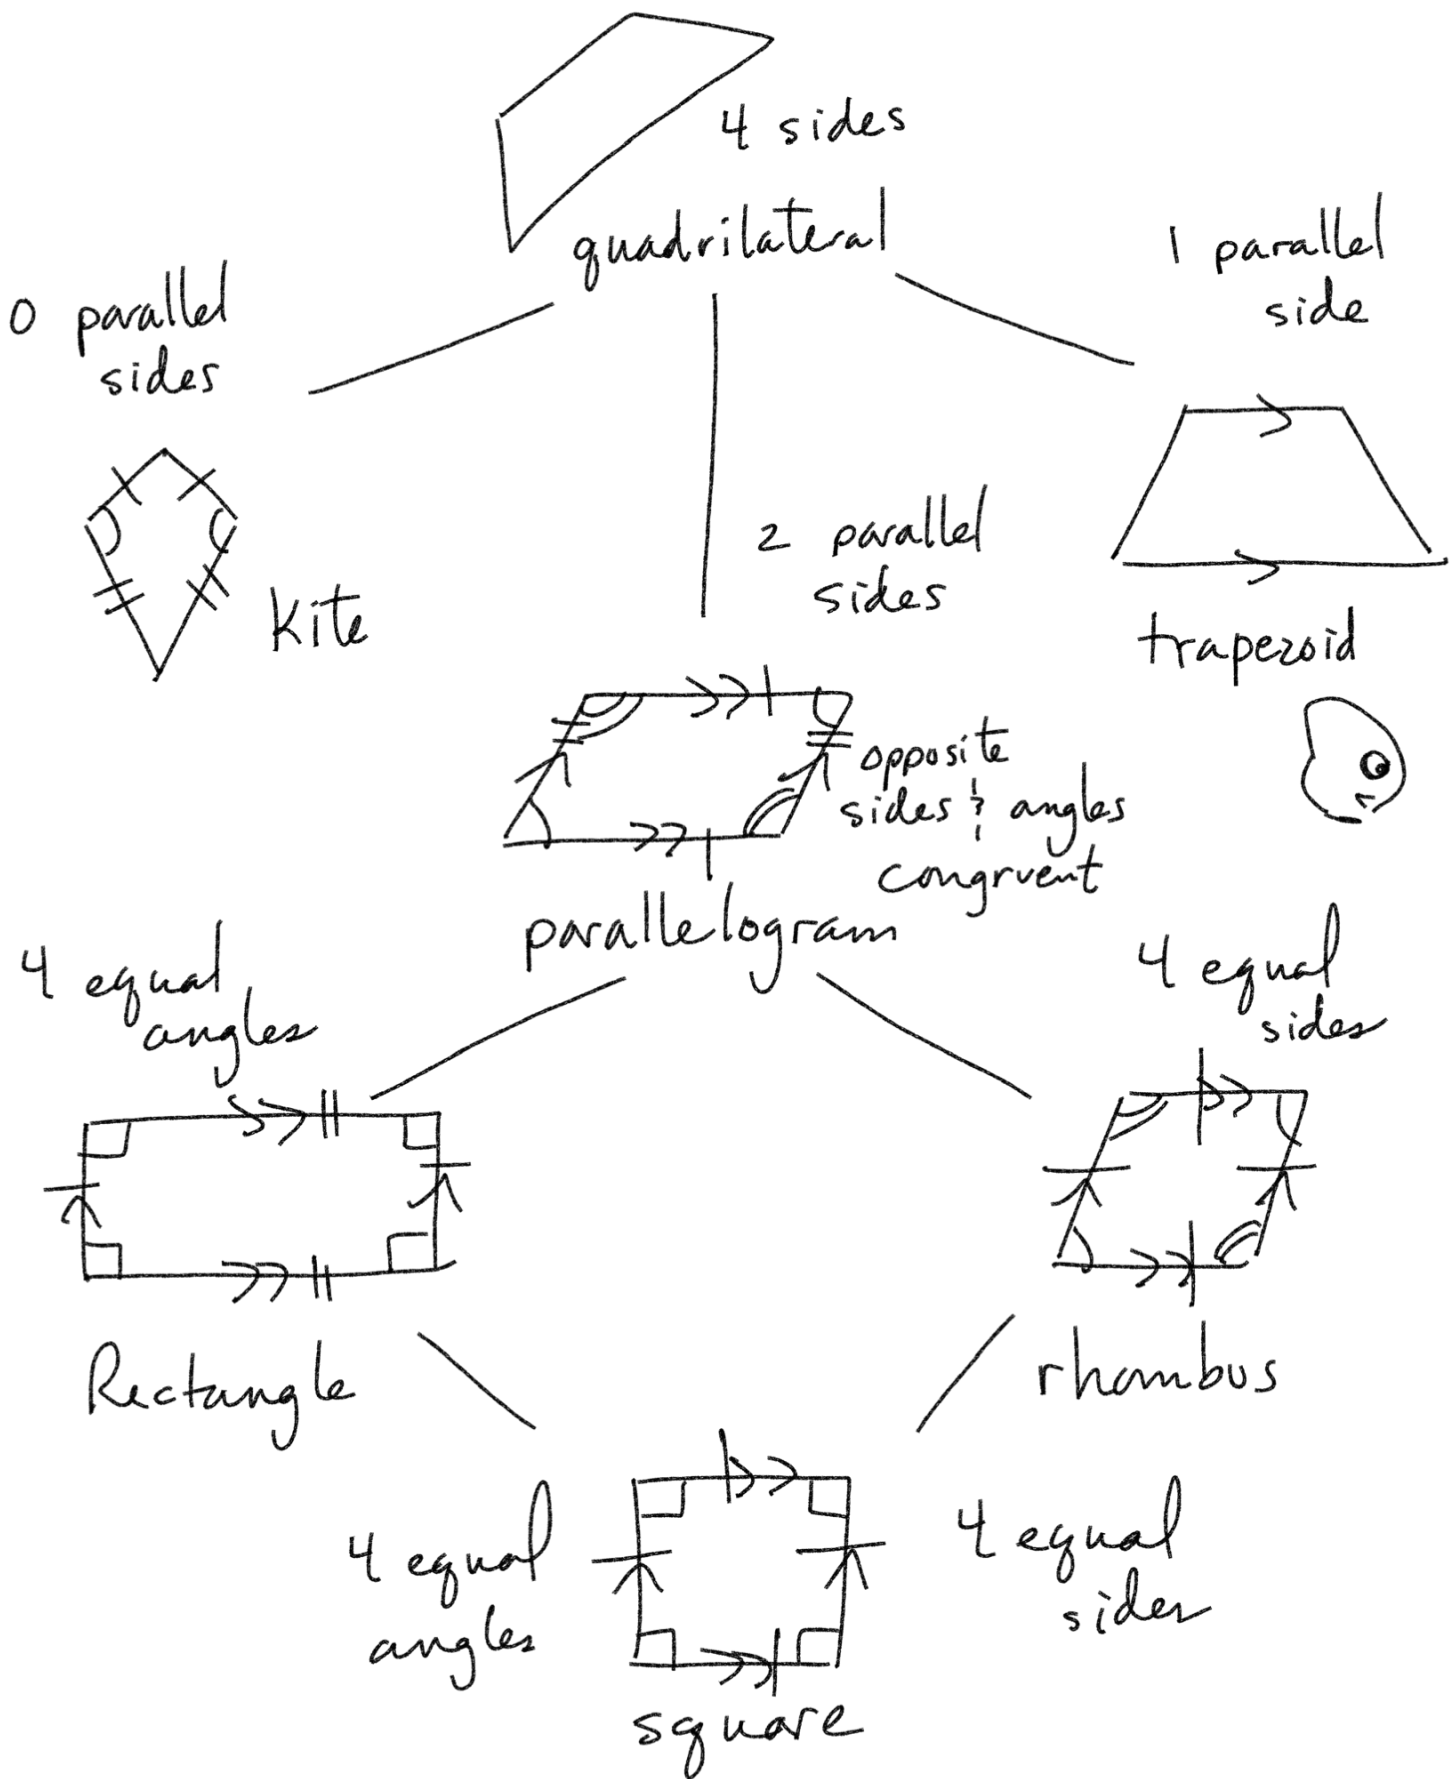 4 sides
quadrilateral
0 parallel
sides
kite
1 parallel
side
trapezoid
2 parallel
sides
opposite
sides & angles
congruent
parallelogram
4 equal
angles
Rectangle
4 equal
sides
rhombus
4 equal
angles
4 equal
sides
square